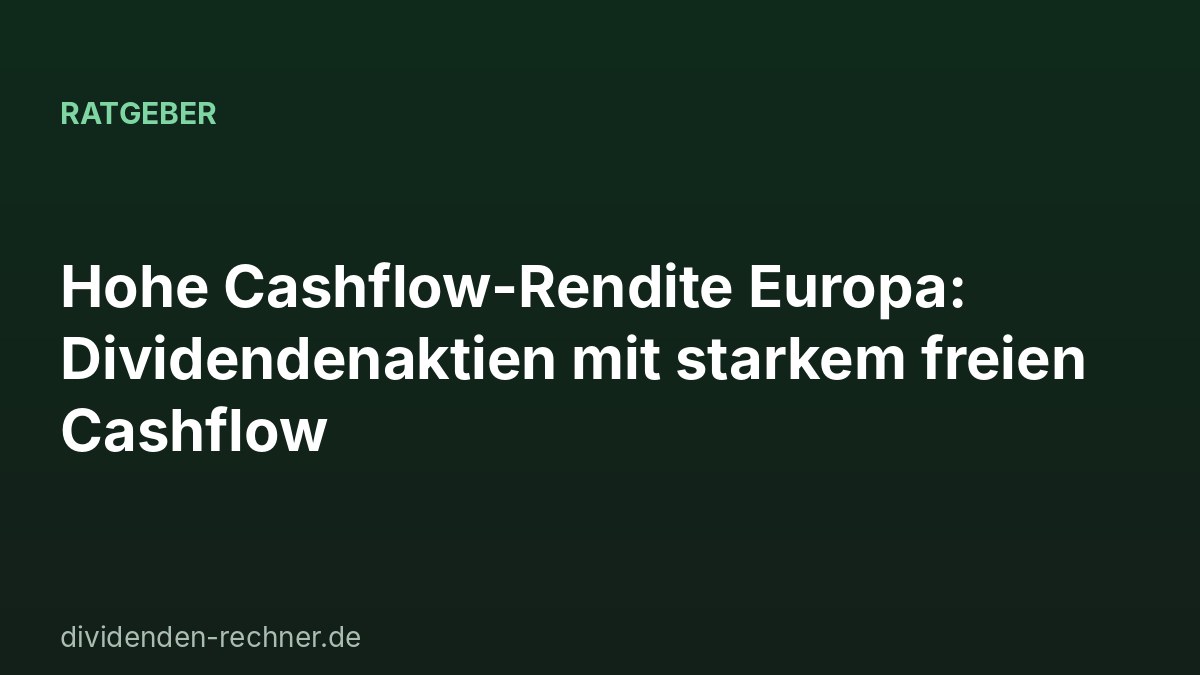 RATGEBER
Hohe Cashflow-Rendite Europa:
Dividendenaktien mit starkem freien
Cashflow
dividenden-rechner.de